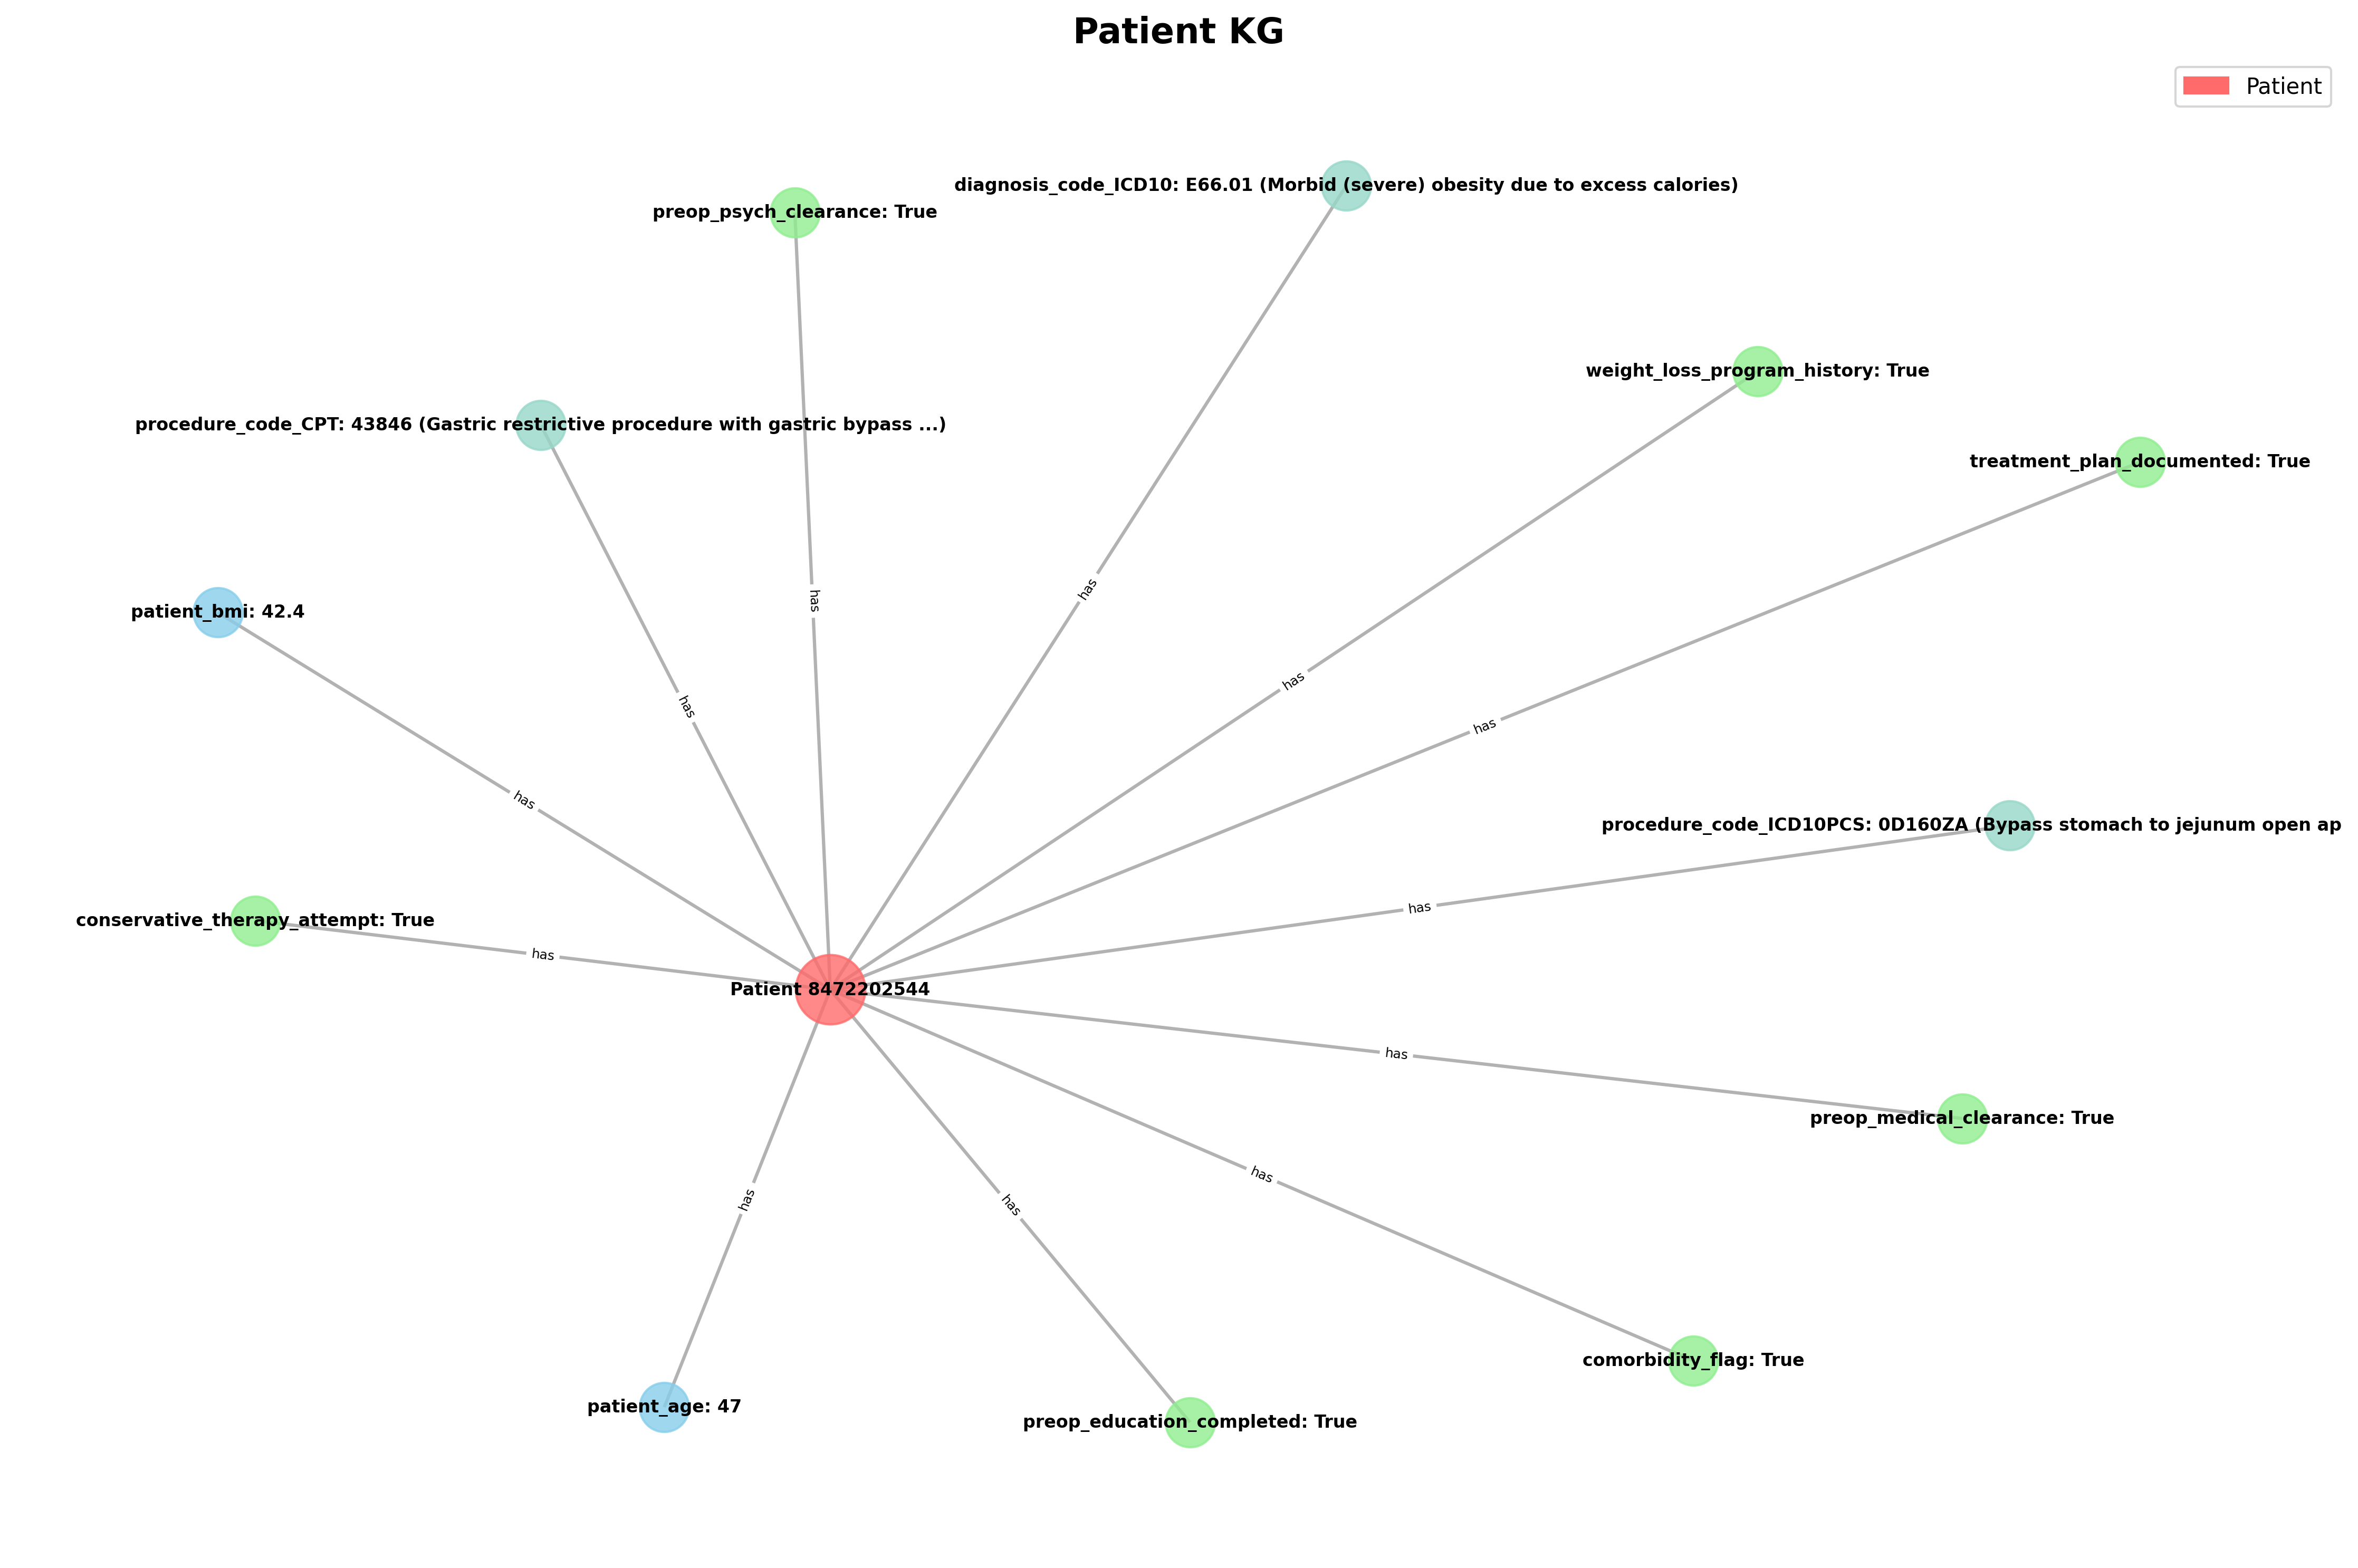 Patient KG
Patient
diagnosis_code_ICD10: E66.01 (Morbid (severe) obesity due to excess calories)
preop_psych_clearance: True
weight_loss_program_history: True
procedure_code_CPT: 43846 (Gastric restrictive procedure with gastric bypass ...)
treatment_plan_documented: True
has
has
patient_bmi: 42.4
has
has
has
has
procedure_code_ICD10PCS: 0D160ZA (Bypass stomach to jejunum open ap
has
conservative_therapy_attempt: True
has
Patient 8472202544
has
preop_medical_clearance: True
has
has
has
comorbidity_flag: True
patient_age: 47
preop_education_completed: True